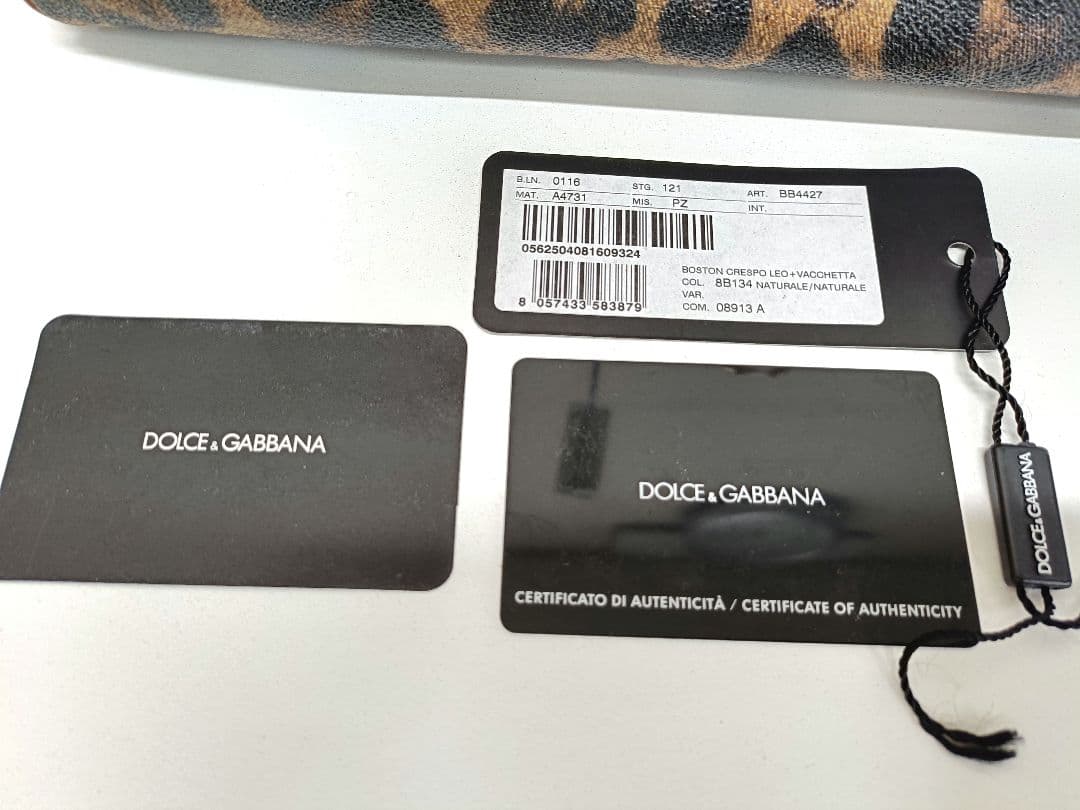 B.LN. 0116 STG. 121 ART. BB4427
MAT. A4731 MIS. PZ INT.
0562504081609324
BOSTON CRESPO LEO+VACCHETTA
COL. 8B134 NATURALE/NATURALE
VAR.
COM. 08913 A
8 057433 583879
DOLCE&GABBANA
DOLCE&GABBANA
CERTIFICATO DI AUTENTICITÀ / CERTIFICATE OF AUTHENTICITY
DOLCE&GABBANA